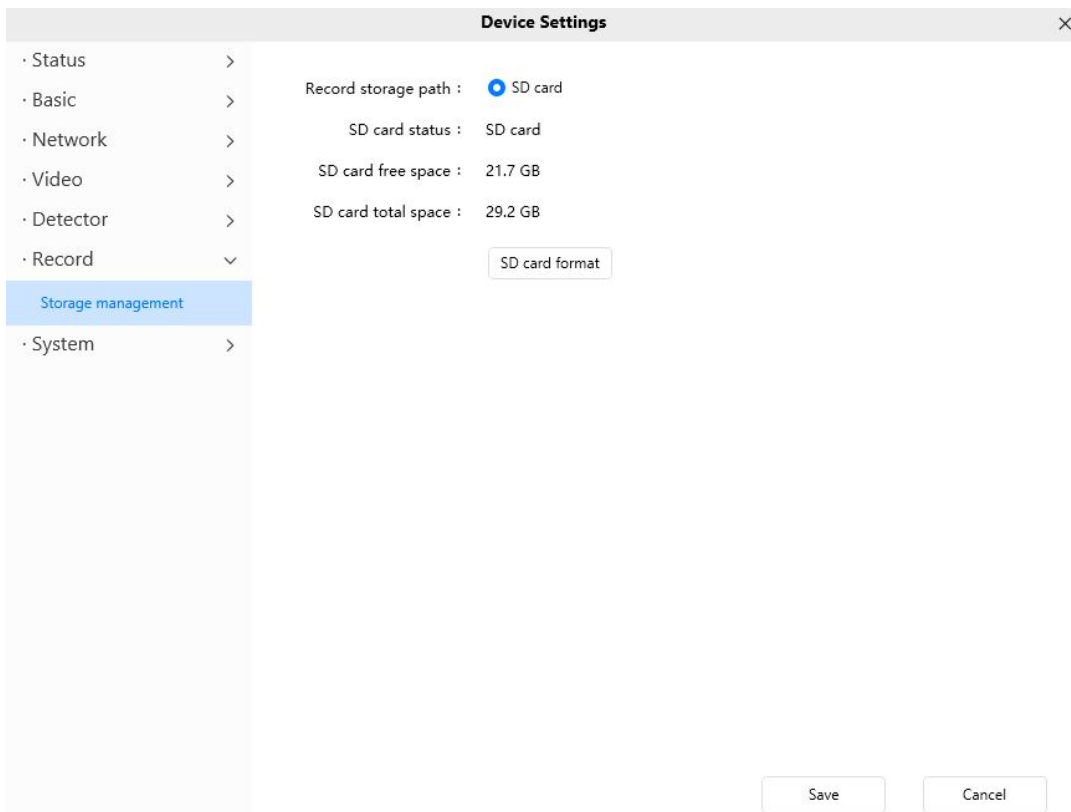 Device Settings
· Status
· Basic
· Network
· Video
· Detector
· Record
Storage management
· System
Record storage path : SD card
SD card status : SD card
SD card free space : 21.7 GB
SD card total space : 29.2 GB
SD card format
Save
Cancel